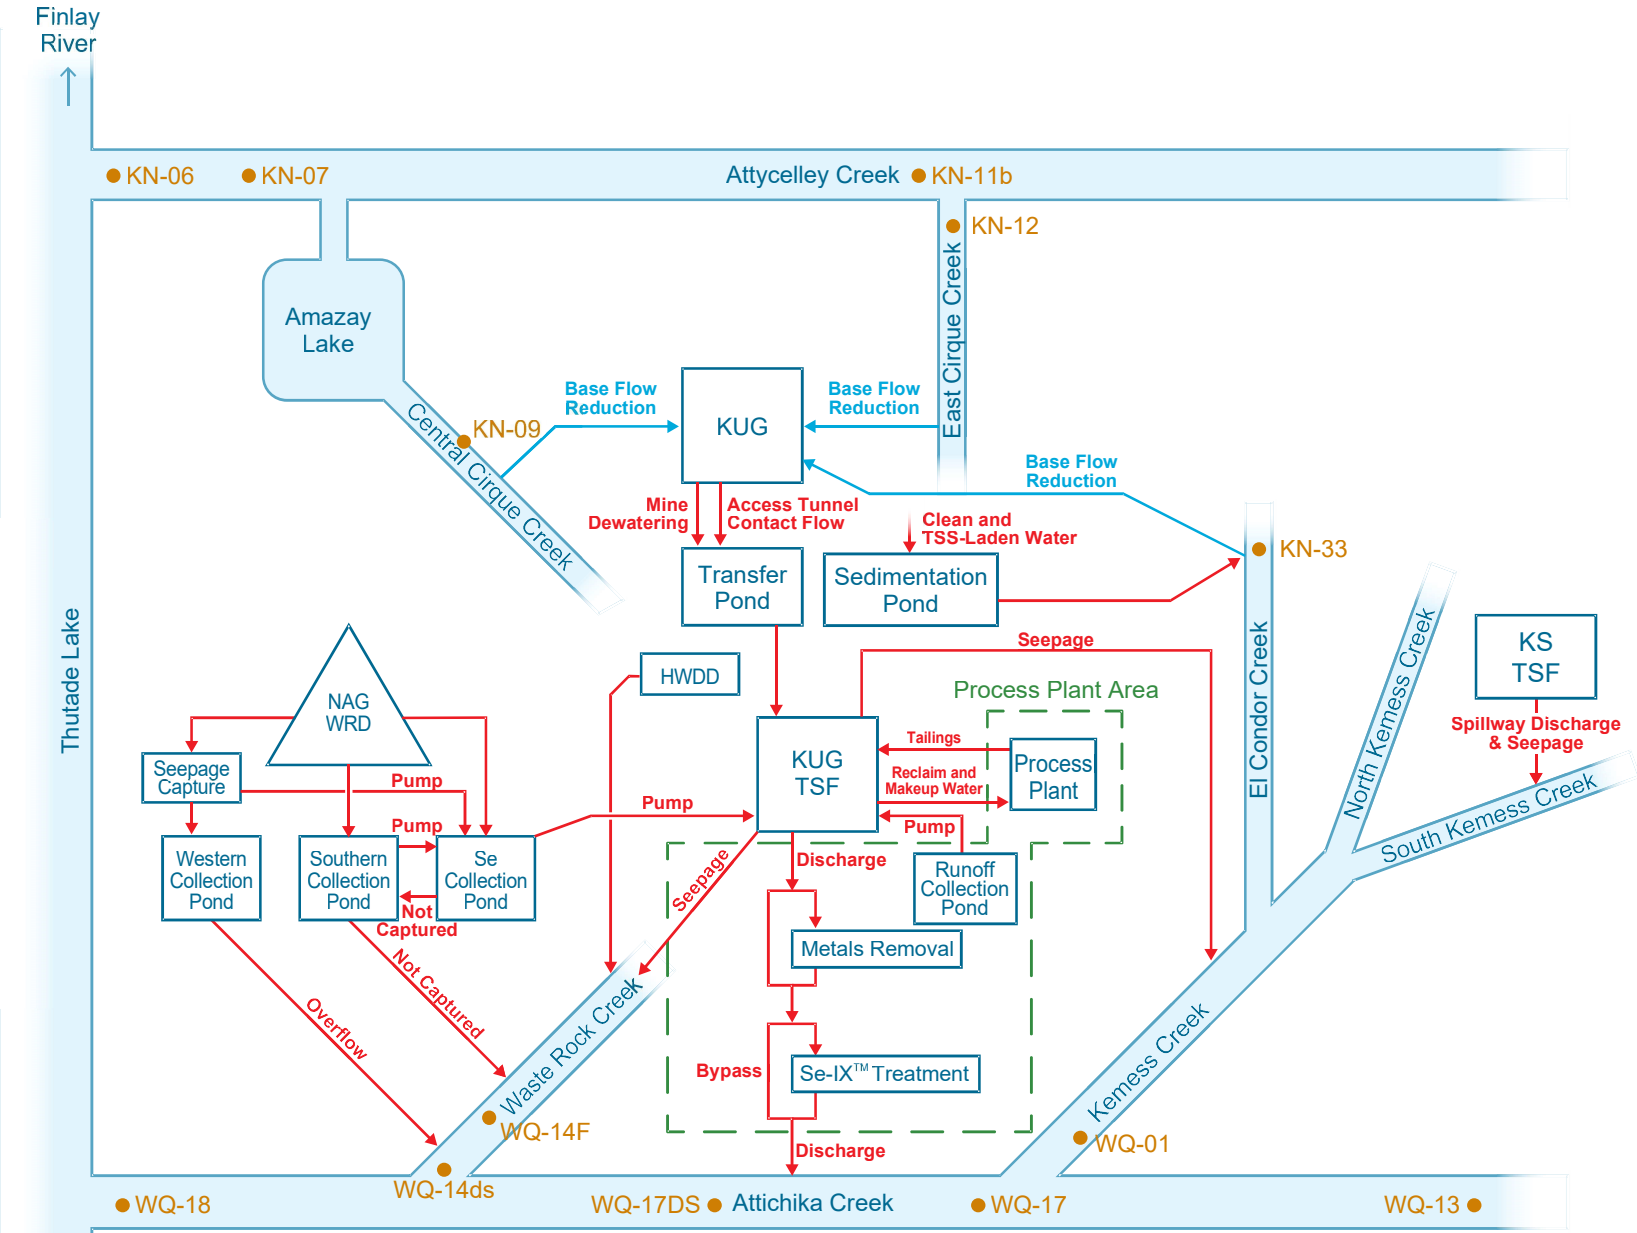 Finlay
River
KN-06
KN-07
Attycelley Creek
KN-11b
KN-12
East Cirque Creek
Amazay
Lake
KN-09
Central Cirque Creek
Base Flow
Reduction
KUG
Base Flow
Reduction
Base Flow
Reduction
Mine
Dewatering
Access Tunnel
Contact Flow
Clean and
TSS-Laden Water
KN-33
Transfer
Pond
Sedimentation
Pond
Thutade Lake
El Condor Creek
North Kemess Creek
KS
TSF
Spillway Discharge
& Seepage
South Kemess Creek
Seepage
HWDD
Process Plant Area
NAG
WRD
Seepage
Capture
Pump
Pump
Pump
KUG
TSF
Tailings
Reclaim and
Makeup Water
Process
Plant
Pump
Western
Collection
Pond
Southern
Collection
Pond
Se
Collection
Pond
Not
Captured
Seepage
Discharge
Runoff
Collection
Pond
Metals Removal
Overflow
Not Captured
Waste Rock Creek
Bypass
Se-IX™ Treatment
Kemess Creek
WQ-14F
WQ-01
Discharge
WQ-14ds
WQ-18
WQ-17DS
Attichika Creek
WQ-17
WQ-13